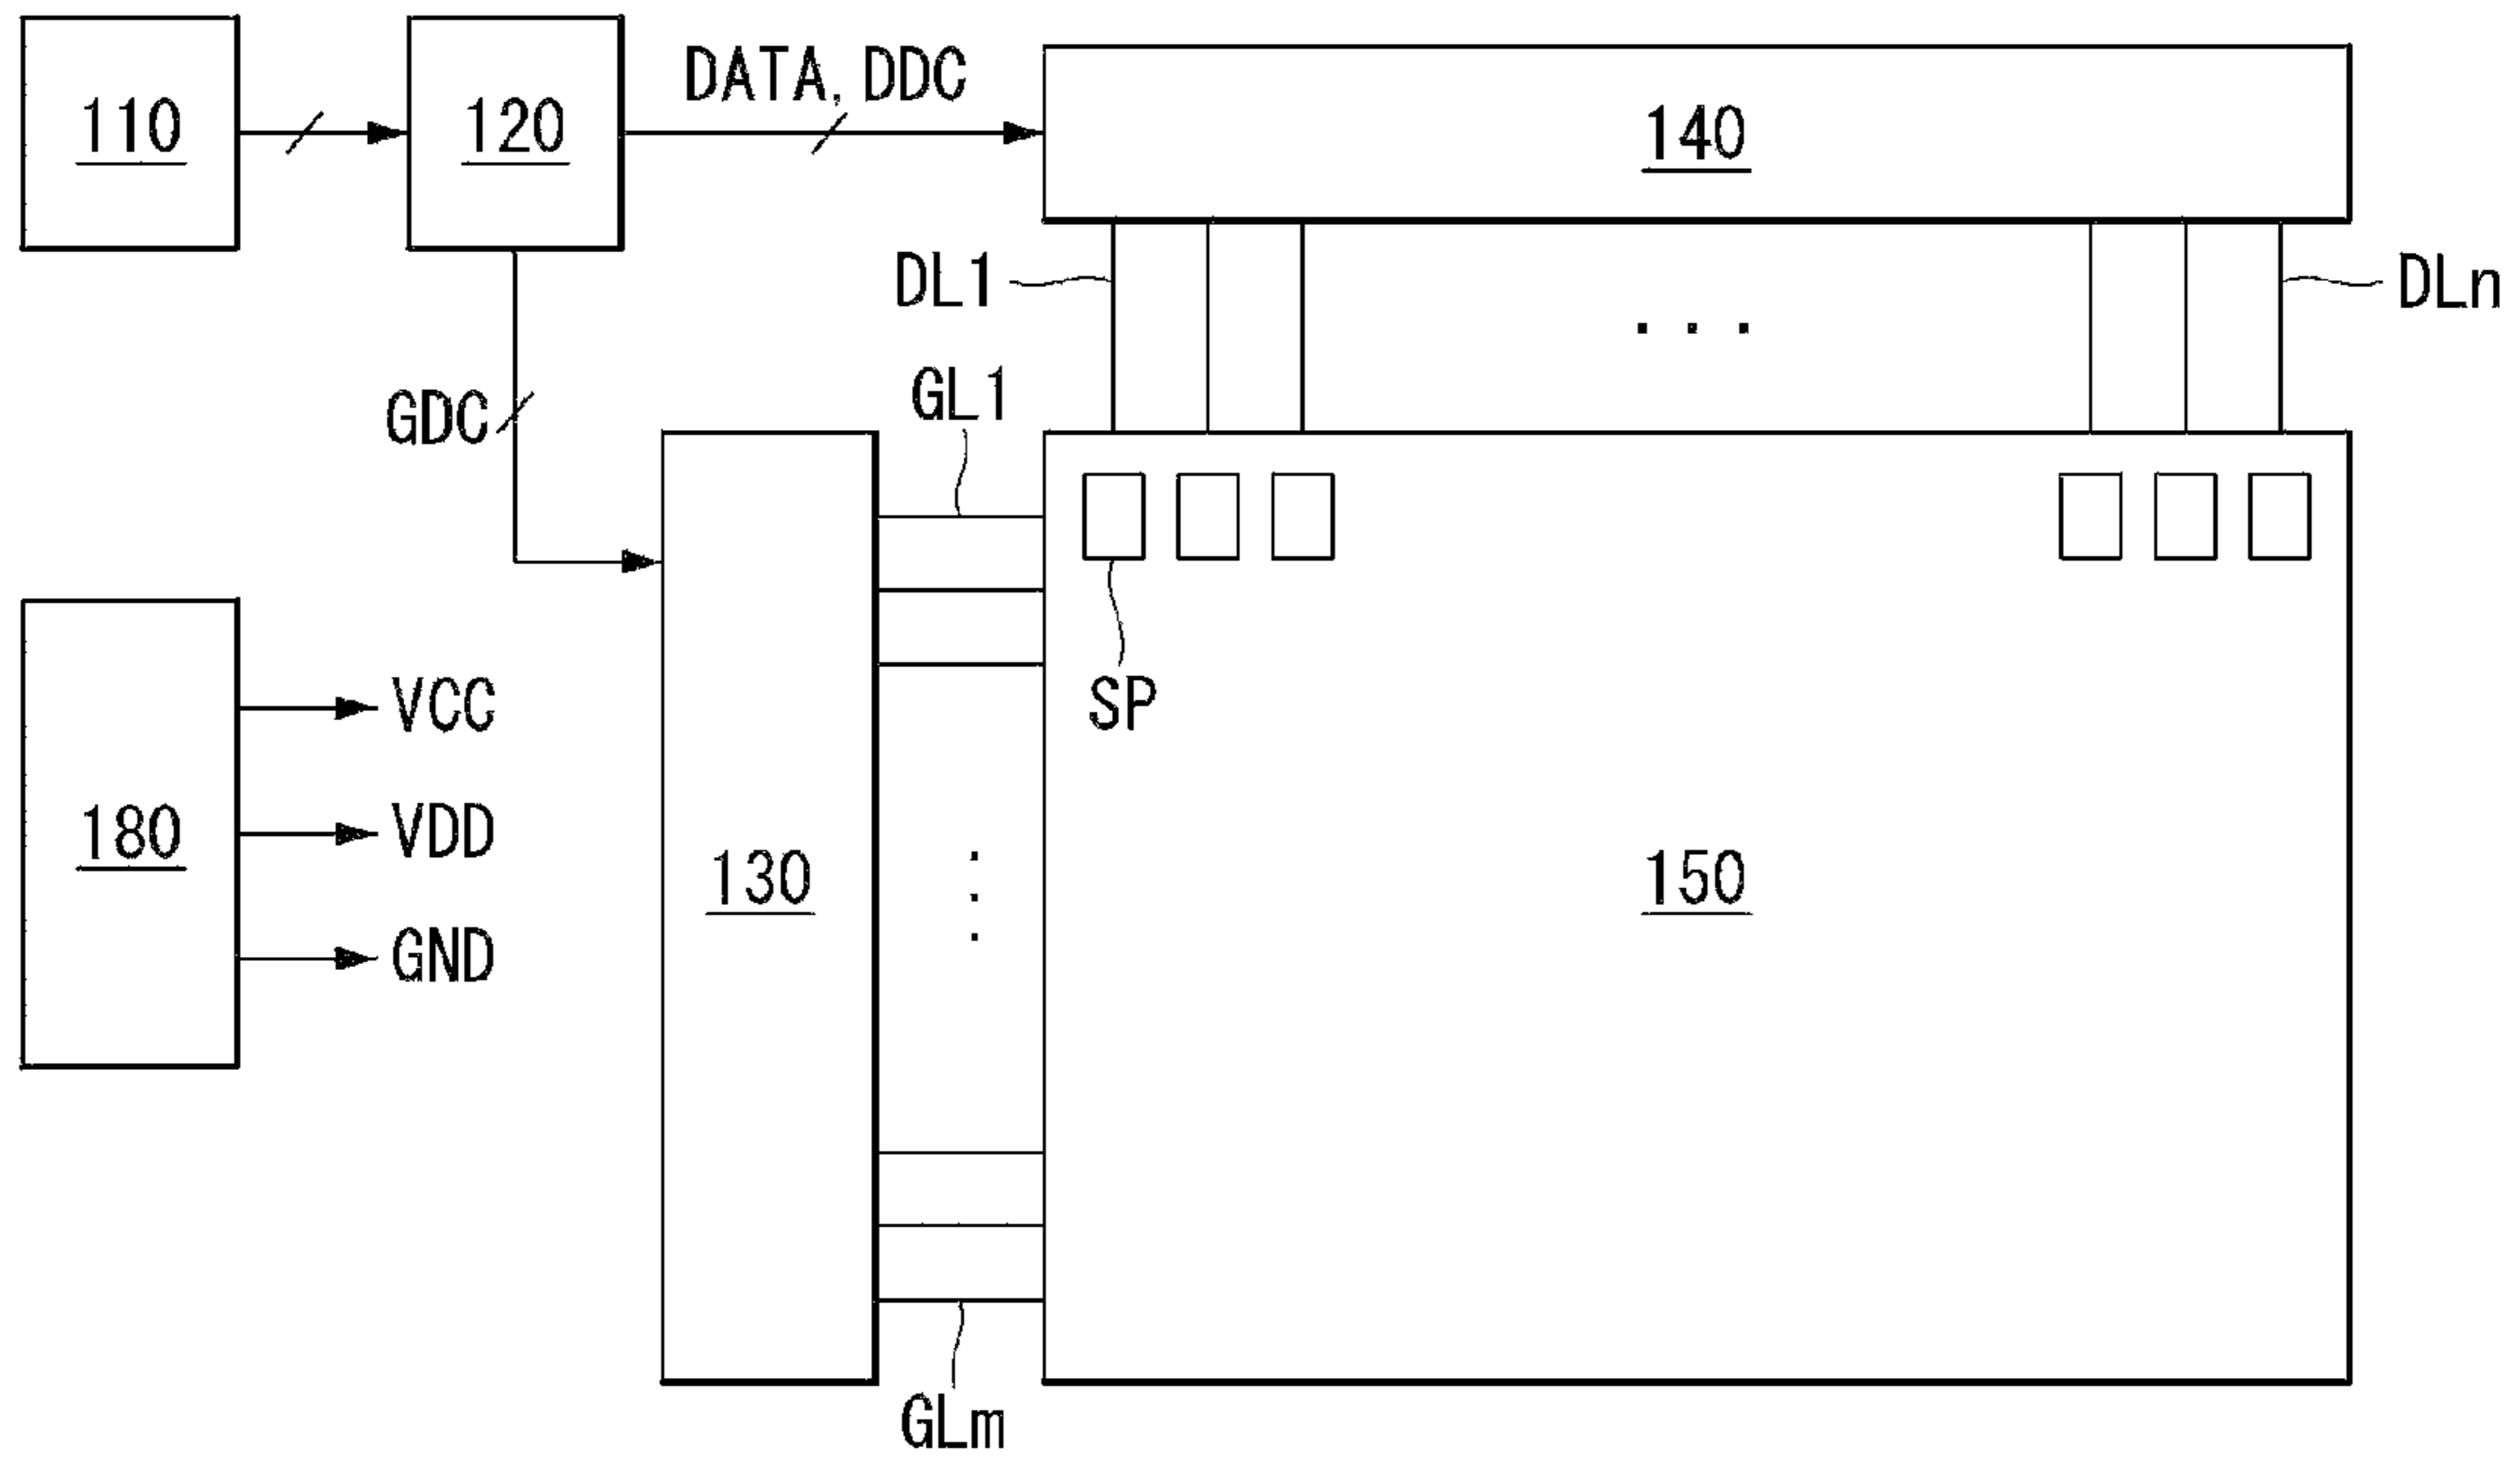 110
120
DATA, DDC
140
DL1
DLn
GL1
GDC
SP
VCC
VDD
180
130
150
GND
GLm